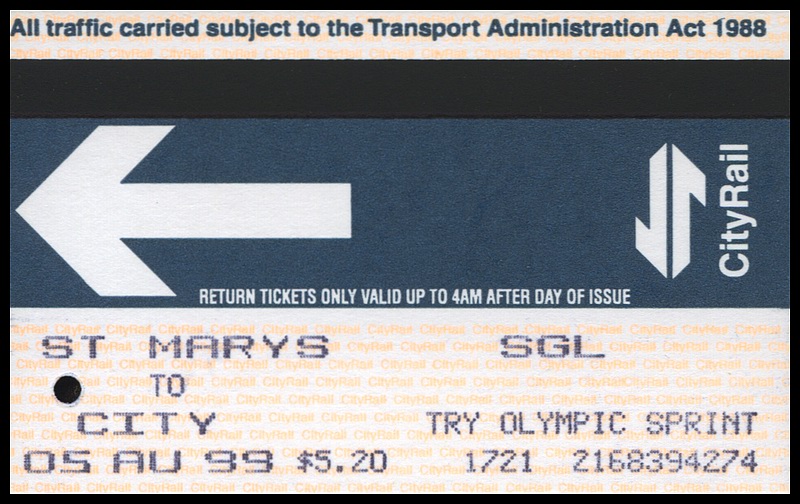 All traffic carried subject to the Transport Administration Act 1988
CityRail
RETURN TICKETS ONLY VALID UP TO 4AM AFTER DAY OF ISSUE
ST MARYS SGL
TO
CITY TRY OLYMPIC SPRINT
05 AU 99 $5.20 1721 2168394274